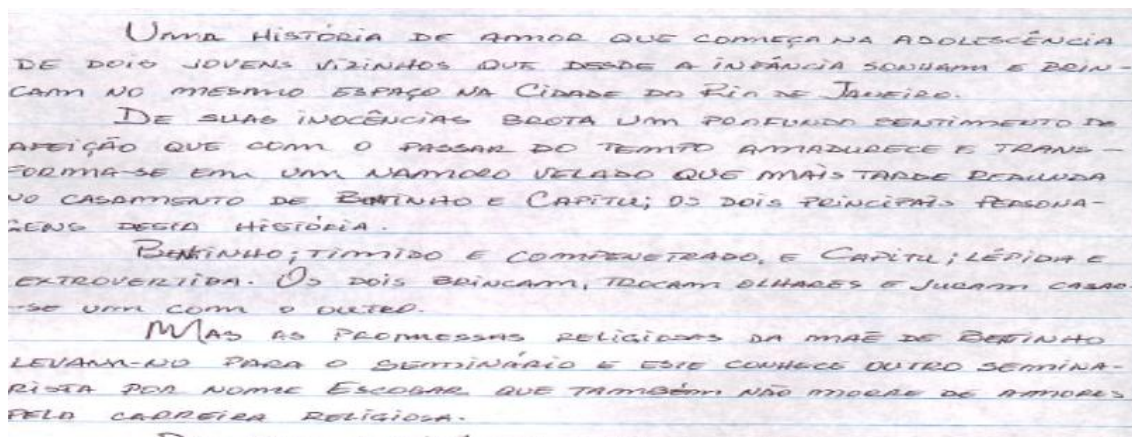 Uma história de amor que começa na adolescência
de dois jovens vizinhos que desde a infância sonham e brin-
cam no mesmo espaço na Cidade do Rio de Janeiro.
De suas inocências brota um profundo sentimento de
afeição que com o passar do tempo amadurece e trans-
forma-se em um namoro velado que mais tarde redunda
no casamento de Bentinho e Capitu; os dois principais persona-
gens desta história.
Bentinho; tímido e compenetrado, e Capitu; lépida e
extrovertida. Os dois brincam, trocam olhares e juram casar
-se um com o outro.
Mas as promessas religiosas da mãe de Betinho
levam-no para o seminário e este conhece outro semina-
rista por nome Escobar que também não morre de amores
pela carreira religiosa.